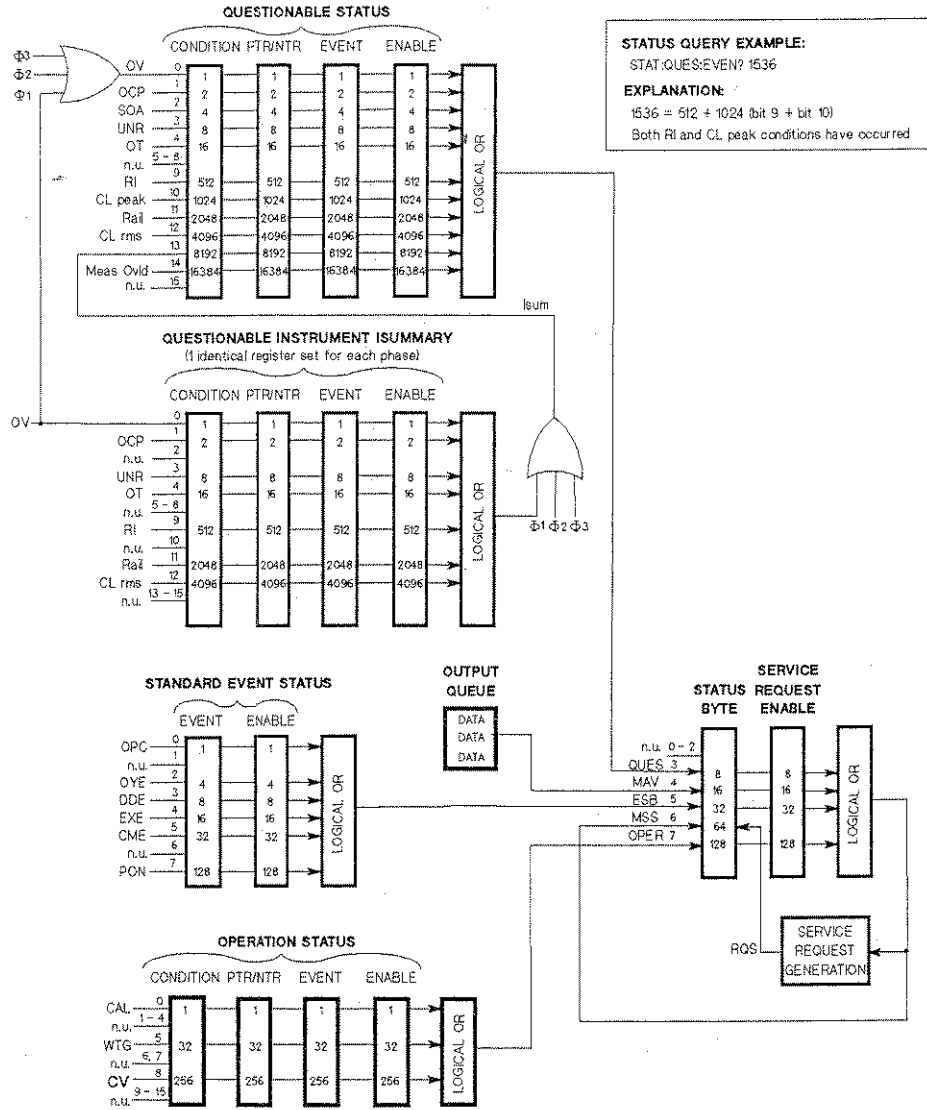 QUESTIONABLE STATUS
CONDITION PTR/NTR EVENT ENABLE
Φ3
Φ2
Φ1
OV 0 1 1 1 1
OCP 1 2 2 2 2
SOA 2 4 4 4 4
UNR 3 8 8 8 8
OT 4 16 16 16 16
n.u. 5 - 8
RI 9 512 512 512 512
CL peak 10 1024 1024 1024 1024
Rail 11 2048 2048 2048 2048
CL rms 12 4096 4096 4096 4096
13 8192 8192 8192 8192
Meas Ovld 14 16384 16384 16384 16384
n.u. 15
LOGICAL OR
STATUS QUERY EXAMPLE:
STAT:QUES:EVEN? 1536
EXPLANATION:
1536 = 512 + 1024 (bit 9 + bit 10)
Both RI and CL peak conditions have occurred
Isum
QUESTIONABLE INSTRUMENT ISUMMARY
(1 identical register set for each phase)
CONDITION PTR/NTR EVENT ENABLE
OV 0 1 1 1 1
OCP 1 2 2 2 2
n.u. 2
UNR 3 8 8 8 8
OT 4 16 16 16 16
n.u. 5 - 8
RI 9 512 512 512 512
n.u. 10
Rail 11 2048 2048 2048 2048
CL rms 12 4096 4096 4096 4096
n.u. 13 - 15
LOGICAL OR
Φ1 Φ2 Φ3
STANDARD EVENT STATUS
EVENT ENABLE
OPC 0 1 1
n.u. 1
OYE 2 4 4
DDE 3 8 8
EXE 4 16 16
CME 5 32 32
n.u. 6
PON 7 128 128
LOGICAL OR
OUTPUT
QUEUE
DATA
DATA
DATA
STATUS
BYTE
SERVICE
REQUEST
ENABLE
n.u. 0 - 2
QUES 3 8 8
MAV 4 16 16
ESB 5 32 32
MSS 6 64
OPER 7 128 128
LOGICAL OR
RQS
SERVICE
REQUEST
GENERATION
OPERATION STATUS
CONDITION PTR/NTR EVENT ENABLE
CAL 0 1 1 1 1
n.u. 1 - 4
WTG 5 32 32 32 32
n.u. 6, 7
CV 8 256 256 256 256
n.u. 9 - 15
LOGICAL OR